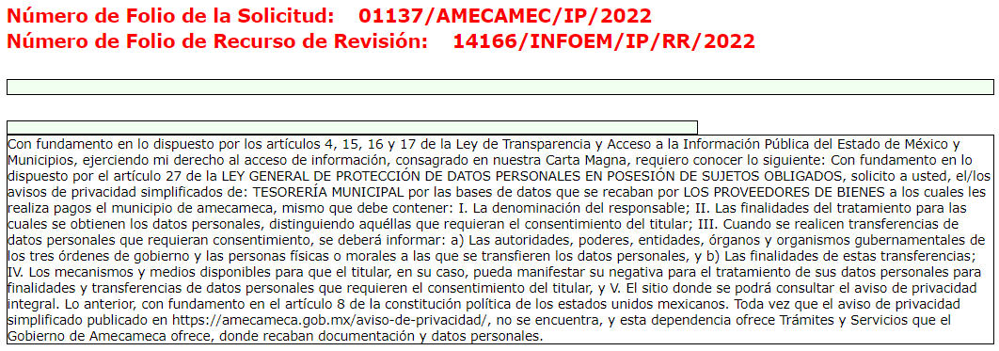 Número de Folio de la Solicitud: 01137/AMECAMEC/IP/2022
Número de Folio de Recurso de Revisión: 14166/INFOEM/IP/RR/2022
Con fundamento en lo dispuesto por los artículos 4, 15, 16 y 17 de la Ley de Transparencia y Acceso a la Información Pública del Estado de México y
Municipios, ejerciendo mi derecho al acceso de información, consagrado en nuestra Carta Magna, requiero conocer lo siguiente: Con fundamento en lo
dispuesto por el artículo 27 de la LEY GENERAL DE PROTECCIÓN DE DATOS PERSONALES EN POSESIÓN DE SUJETOS OBLIGADOS, solicito a usted, el/los
avisos de privacidad simplificados de: TESORERÍA MUNICIPAL por las bases de datos que se recaban por LOS PROVEEDORES DE BIENES a los cuales les
realiza pagos el municipio de amecameca, mismo que debe contener: I. La denominación del responsable; II. Las finalidades del tratamiento para las
cuales se obtienen los datos personales, distinguiendo aquéllas que requieran el consentimiento del titular; III. Cuando se realicen transferencias de
datos personales que requieran consentimiento, se deberá informar: a) Las autoridades, poderes, entidades, órganos y organismos gubernamentales de
los tres órdenes de gobierno y las personas físicas o morales a las que se transfieren los datos personales, y b) Las finalidades de estas transferencias;
IV. Los mecanismos y medios disponibles para que el titular, en su caso, pueda manifestar su negativa para el tratamiento de sus datos personales para
finalidades y transferencias de datos personales que requieren el consentimiento del titular, y V. El sitio donde se podrá consultar el aviso de privacidad
integral. Lo anterior, con fundamento en el artículo 8 de la constitución política de los estados unidos mexicanos. Toda vez que el aviso de privacidad
simplificado publicado en https://amecameca.gob.mx/aviso-de-privacidad/, no se encuentra, y esta dependencia ofrece Trámites y Servicios que el
Gobierno de Amecameca ofrece, donde recaban documentación y datos personales.